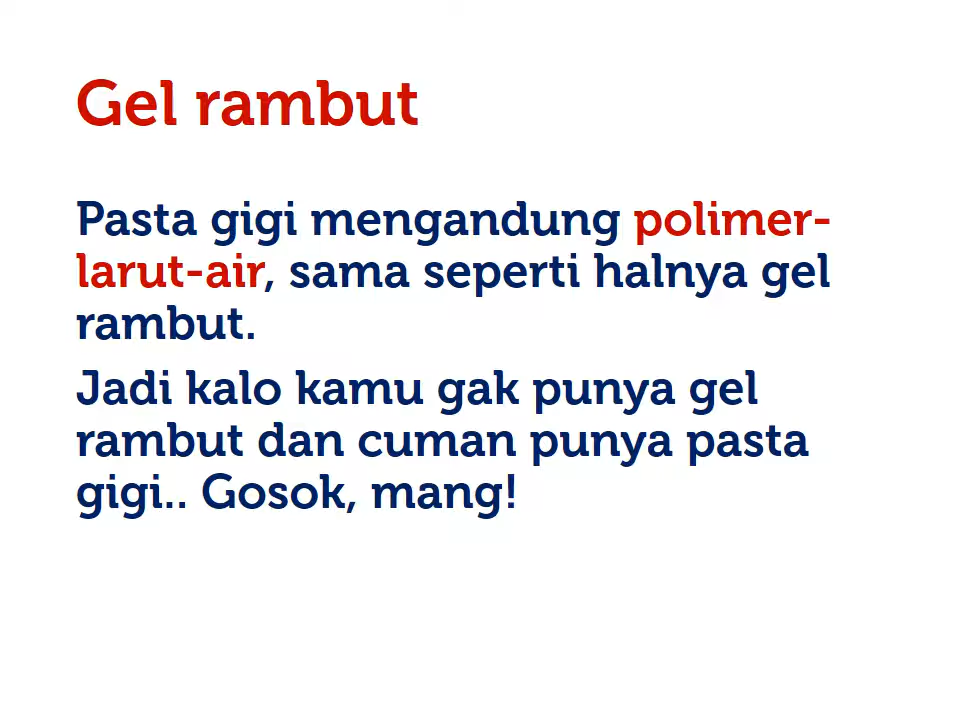 Gel rambut
Pasta gigi mengandung polimer-
larut-air, sama seperti halnya gel
rambut.
Jadi kalo kamu gak punya gel
rambut dan cuman punya pasta
gigi.. Gosok, mang!